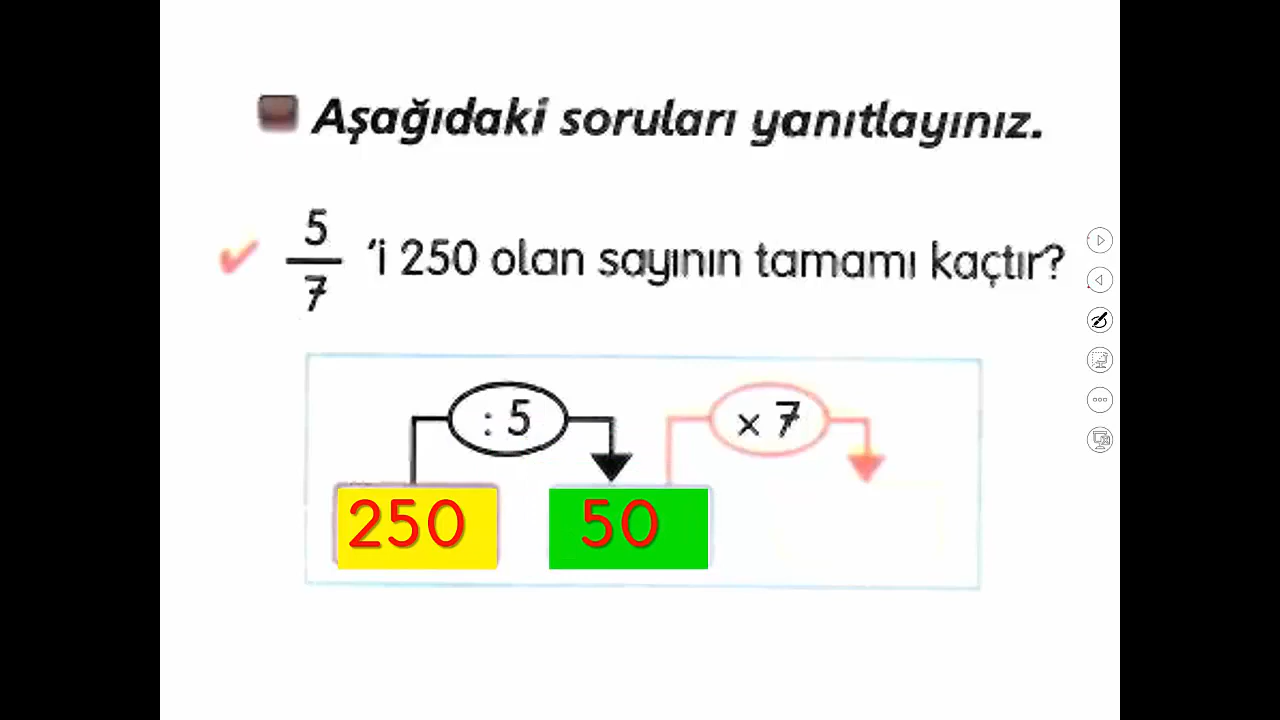 Aşağıdaki soruları yanıtlayınız.
5
7
'i 250 olan sayının tamamı kaçtır?
: 5
x 7
250
50